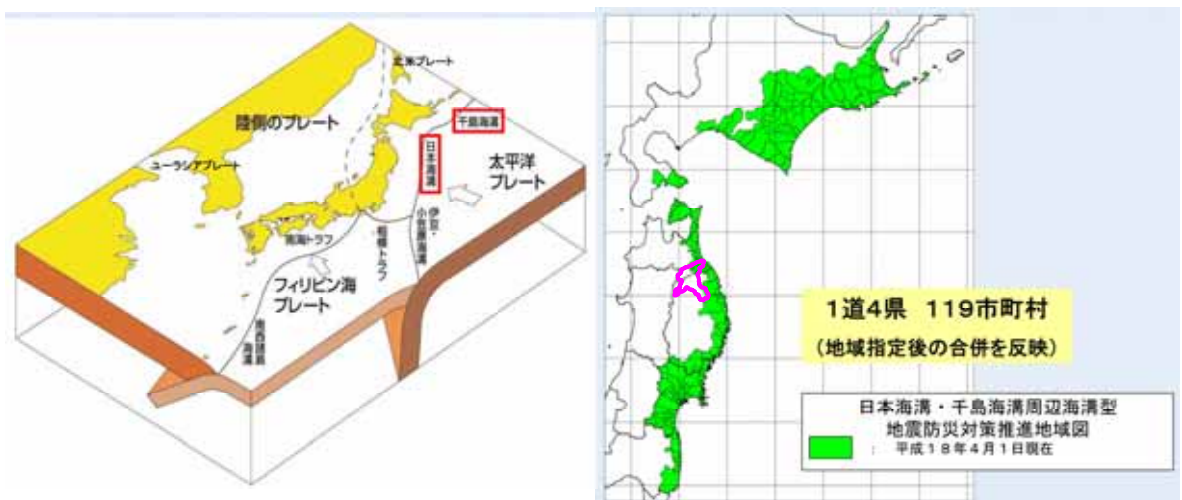 北米プレート
千島海溝
陸側のプレート
日本海溝
太平洋
プレート
ユーラシアプレート
南海トラフ
相模トラフ
伊豆・
小笠原海溝
フィリピン海
プレート
南西諸島
海溝
1道4県 119市町村
(地域指定後の合併を反映)
日本海溝・千島海溝周辺海溝型
地震防災対策推進地域図
: 平成18年4月1日現在